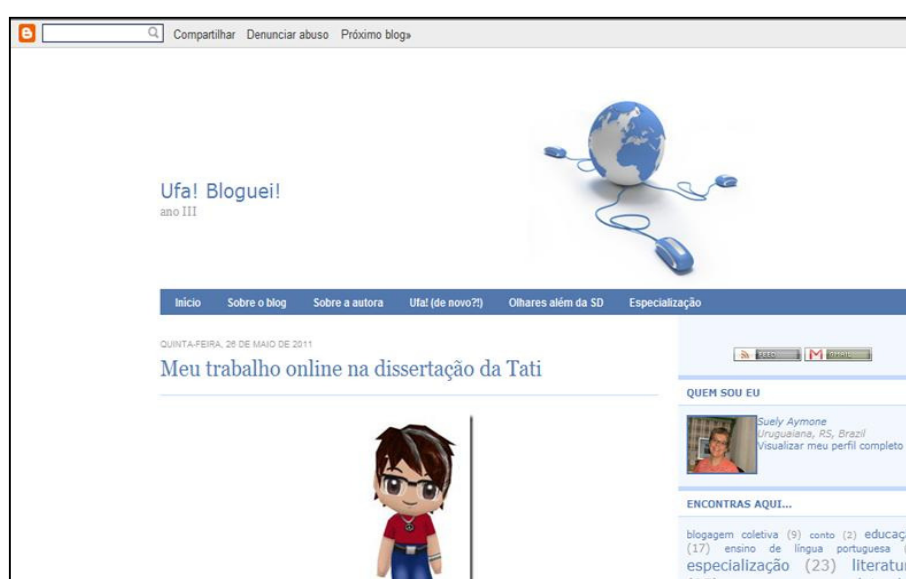 Compartilhar Denunciar abuso Próximo blog»
Ufa! Bloguei!
ano III
Início Sobre o blog Sobre a autora Ufa! (de novo?!) Olhares além da SD Especialização
QUINTA-FEIRA, 26 DE MAIO DE 2011
Meu trabalho online na dissertação da Tati
FEED GMAIL
QUEM SOU EU
Suely Aymone
Uruguaiana, RS, Brazil
Visualizar meu perfil completo
ENCONTRAS AQUI...
blogagem coletiva (9) conto (2) educaç
(17) ensino de língua portuguesa
especialização (23) literatur